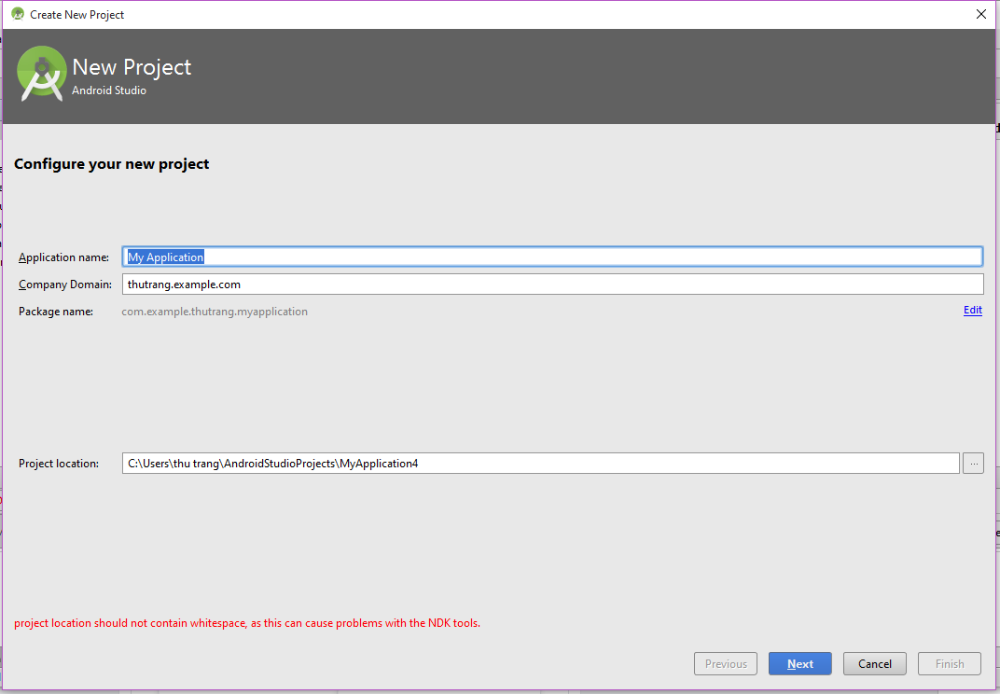 Create New Project
New Project
Android Studio
Configure your new project
Application name: My Application
Company Domain: thutrang.example.com
Package name: com.example.thutrang.myapplication Edit
Project location: C:\Users\thu trang\AndroidStudioProjects\MyApplication4 ...
project location should not contain whitespace, as this can cause problems with the NDK tools.
Previous Next Cancel Finish